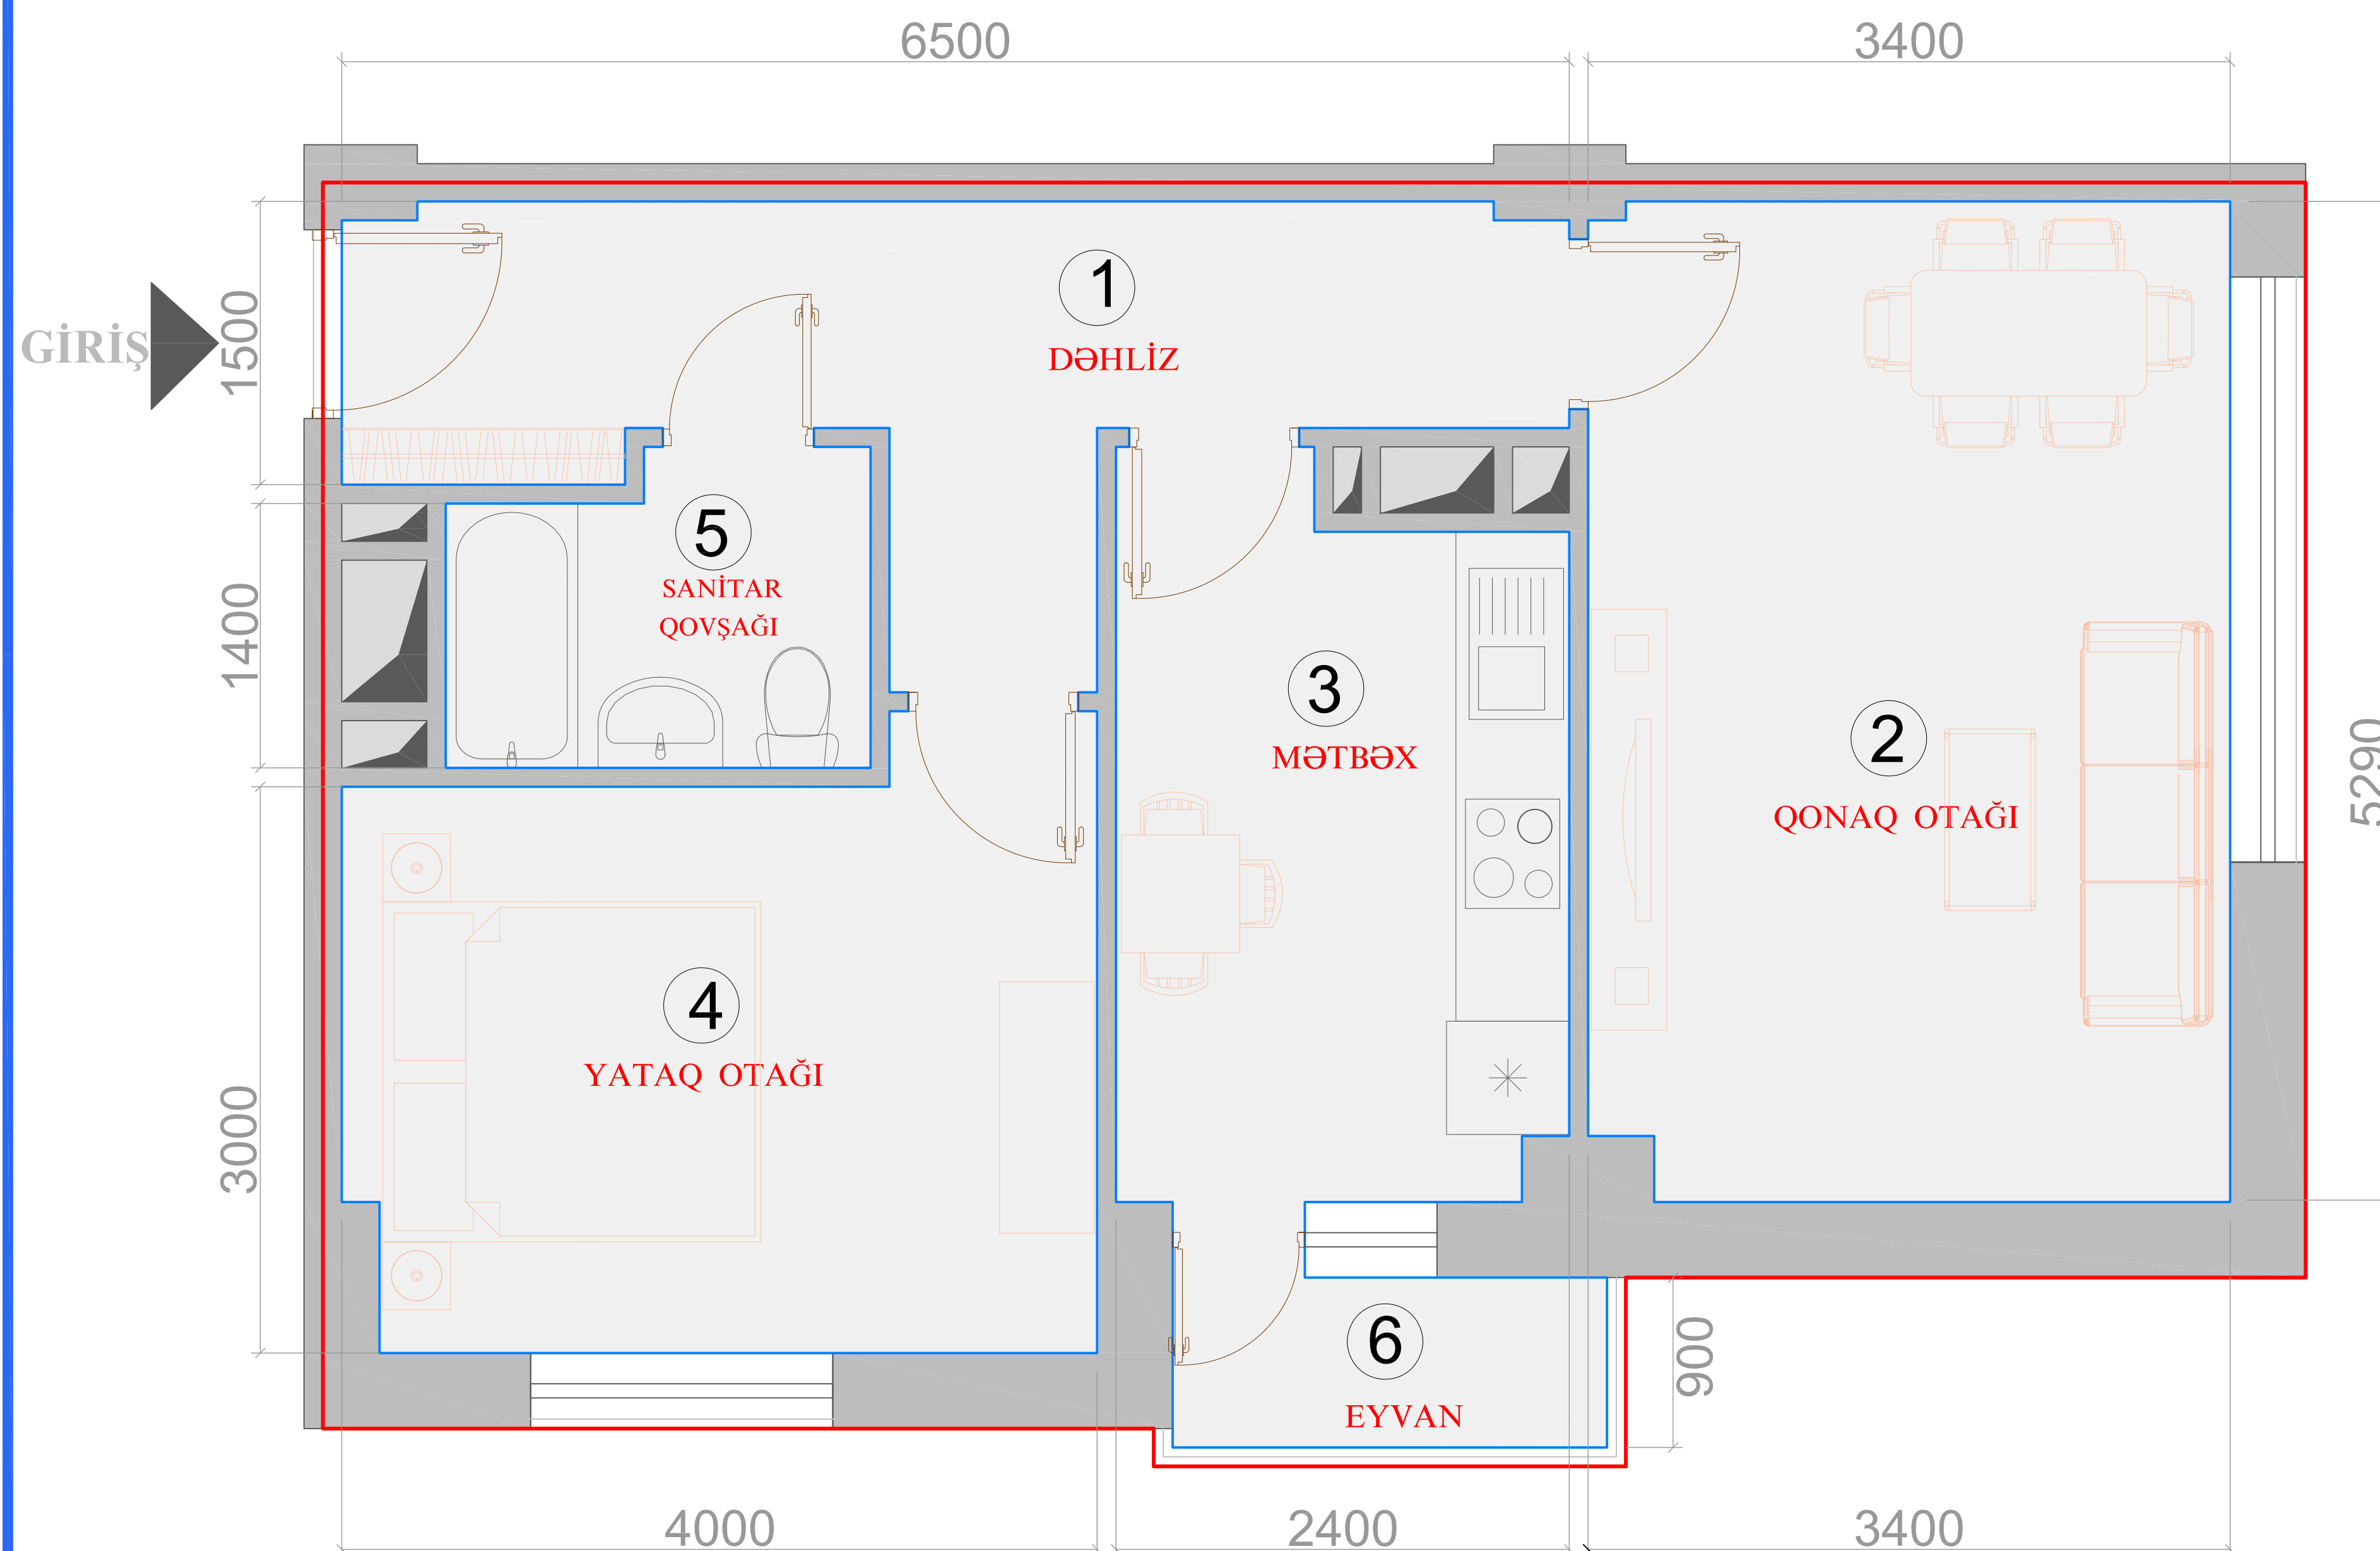 6500
3400
GİRİŞ
1500
1
DƏHLİZ
5
SANİTAR
QOVŞAĞI
1400
3
MƏTBƏX
2
QONAQ OTAĞI
5290
4
YATAQ OTAĞI
3000
6
EYVAN
900
4000
2400
3400